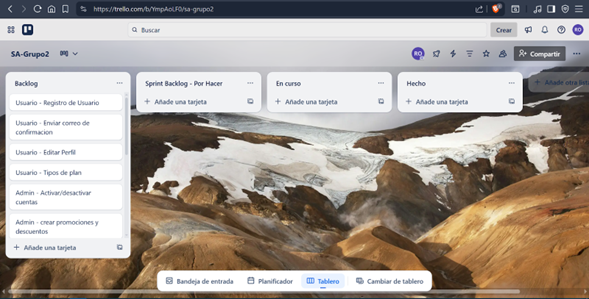 https://trello.com/b/YmpAoLF0/sa-grupo2
Buscar
Crear
RO
SA-Grupo2
RO
Compartir
Backlog
Usuario - Registro de Usuario
Usuario - Enviar correo de
confirmacion
Usuario - Editar Perfil
Usuario - Tipos de plan
Admin - Activar/desactivar
cuentas
Admin - crear promociones y
descuentos
Añade una tarjeta
Sprint Backlog - Por Hacer
Añade una tarjeta
En curso
Añade una tarjeta
Hecho
Añade una tarjeta
Añade otra lista
Bandeja de entrada
Planificador
Tablero
Cambiar de tablero